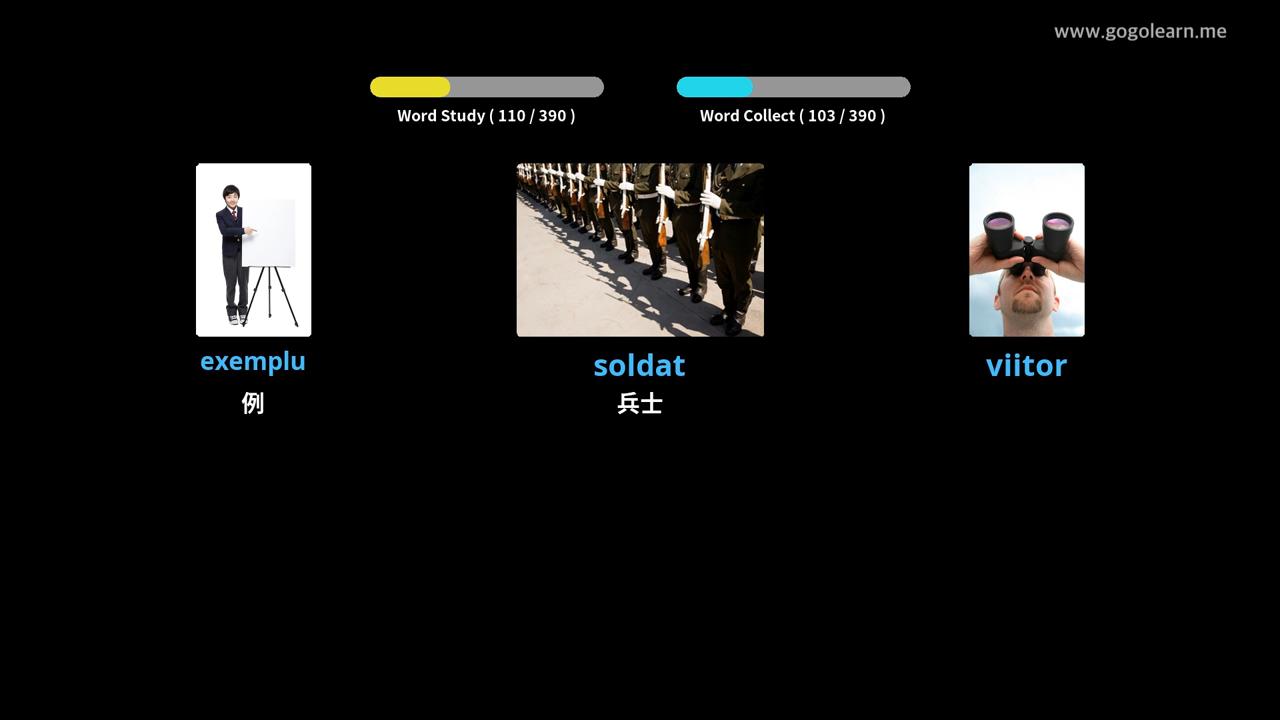 www.gogolearn.me
Word Study ( 110 / 390 )
Word Collect ( 103 / 390 )
exemplu
soldat
viitor
例
兵士